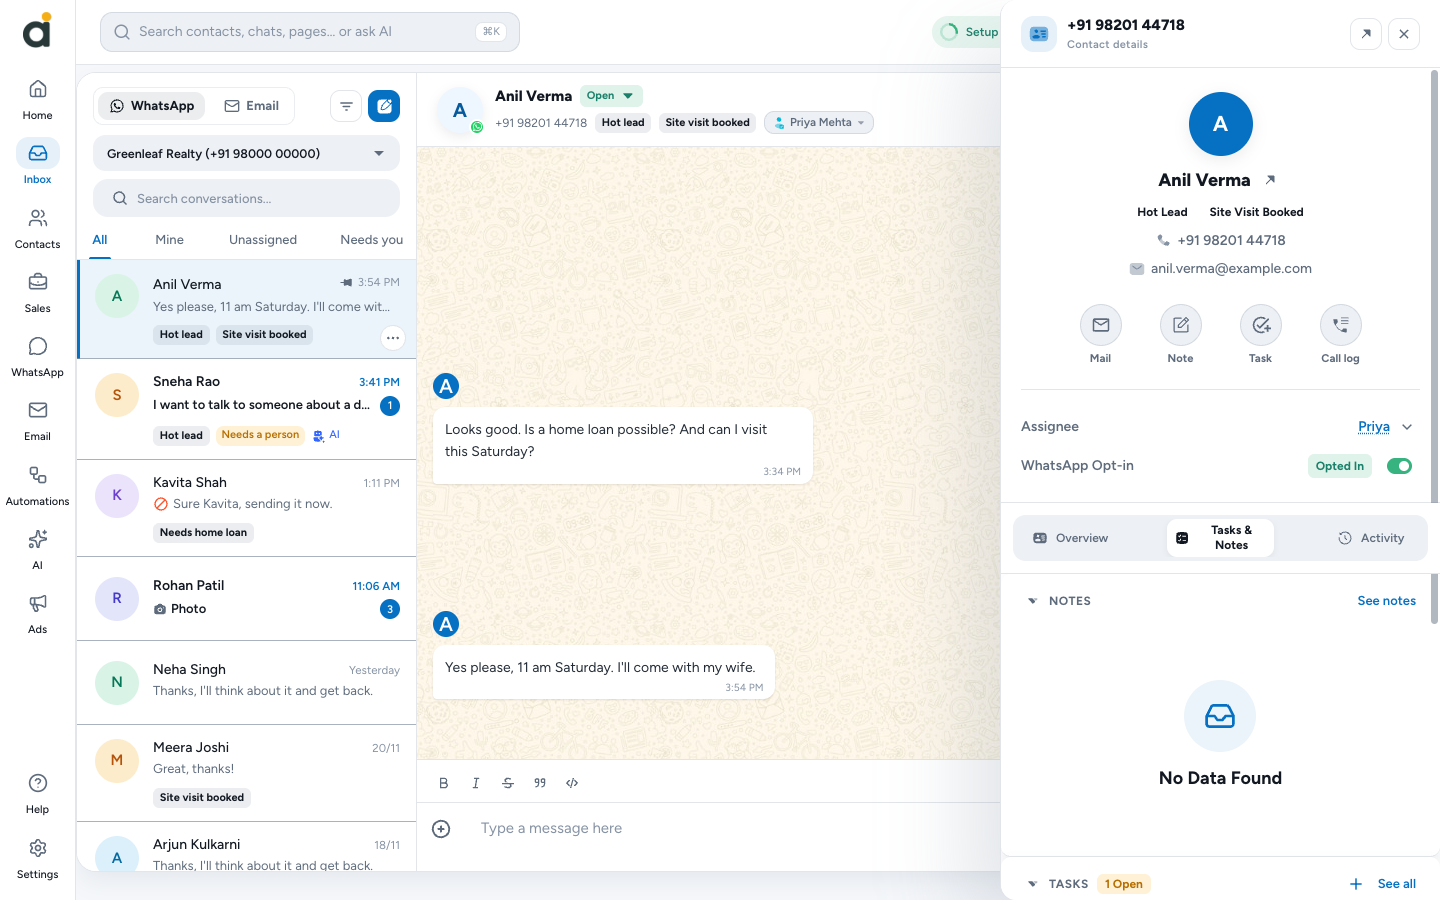 Home
Inbox
Contacts
Sales
WhatsApp
Email
Automations
AI
Ads
Help
Settings
Search contacts, chats, pages... or ask AI
⌘K
Setup
WhatsApp
Email
Greenleaf Realty (+91 98000 00000)
Search conversations...
All
Mine
Unassigned
Needs you
A
Anil Verma
3:54 PM
Yes please, 11 am Saturday. I'll come wit...
Hot lead
Site visit booked
S
Sneha Rao
3:41 PM
I want to talk to someone about a d...
1
Hot lead
Needs a person
AI
K
Kavita Shah
1:11 PM
Sure Kavita, sending it now.
Needs home loan
R
Rohan Patil
11:06 AM
Photo
3
N
Neha Singh
Yesterday
Thanks, I'll think about it and get back.
M
Meera Joshi
20/11
Great, thanks!
Site visit booked
A
Arjun Kulkarni
18/11
Thanks, I'll think about it and get back.
A
Anil Verma
Open
+91 98201 44718
Hot lead
Site visit booked
Priya Mehta
A
Looks good. Is a home loan possible? And can I visit
this Saturday?
3:34 PM
A
Yes please, 11 am Saturday. I'll come with my wife.
3:54 PM
B
I
S
Type a message here
+91 98201 44718
Contact details
A
Anil Verma
Hot Lead
Site Visit Booked
+91 98201 44718
anil.verma@example.com
Mail
Note
Task
Call log
Assignee
Priya
WhatsApp Opt-in
Opted In
Overview
Tasks &
Notes
Activity
NOTES
See notes
No Data Found
TASKS
1 Open
See all